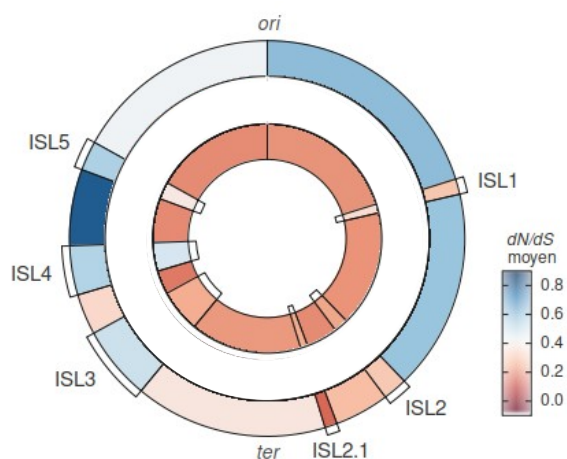 ori
ISL5
ISL1
dN/dS
moyen
0.8
0.6
0.4
0.2
0.0
ISL4
ISL3
ISL2
ISL2.1
ter